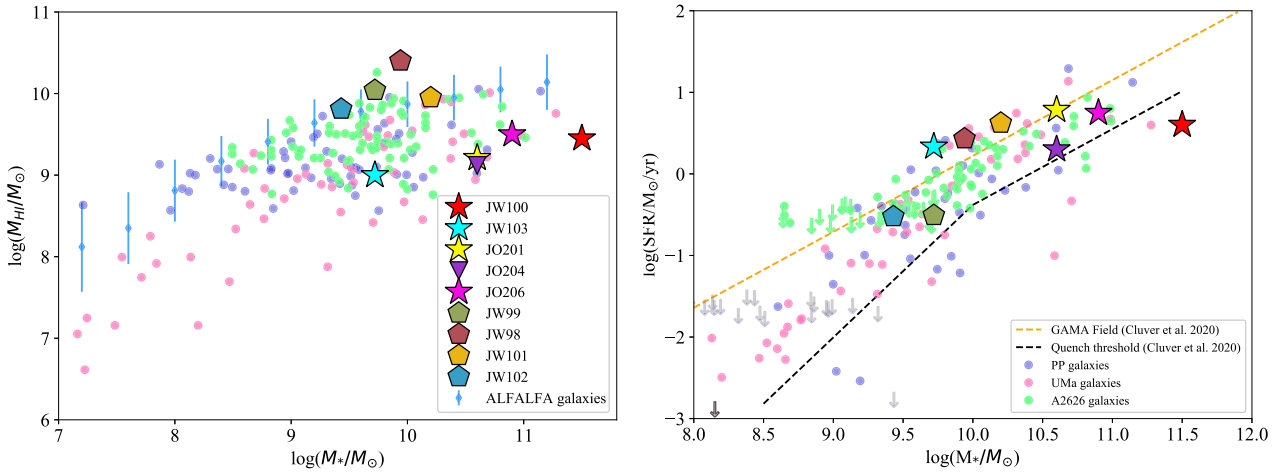 11
10
9
8
7
6
log(M_HI/M_⊙)
7
8
9
10
11
log(M_*/M_⊙)
JW100
JW103
JO201
JO204
JO206
JW99
JW98
JW101
JW102
ALFALFA galaxies
2
1
0
−1
−2
−3
log(SFR/M_⊙/yr)
8.0
8.5
9.0
9.5
10.0
10.5
11.0
11.5
12.0
log(M_*/M_⊙)
GAMA Field (Cluver et al. 2020)
Quench threshold (Cluver et al. 2020)
PP galaxies
UMa galaxies
A2626 galaxies